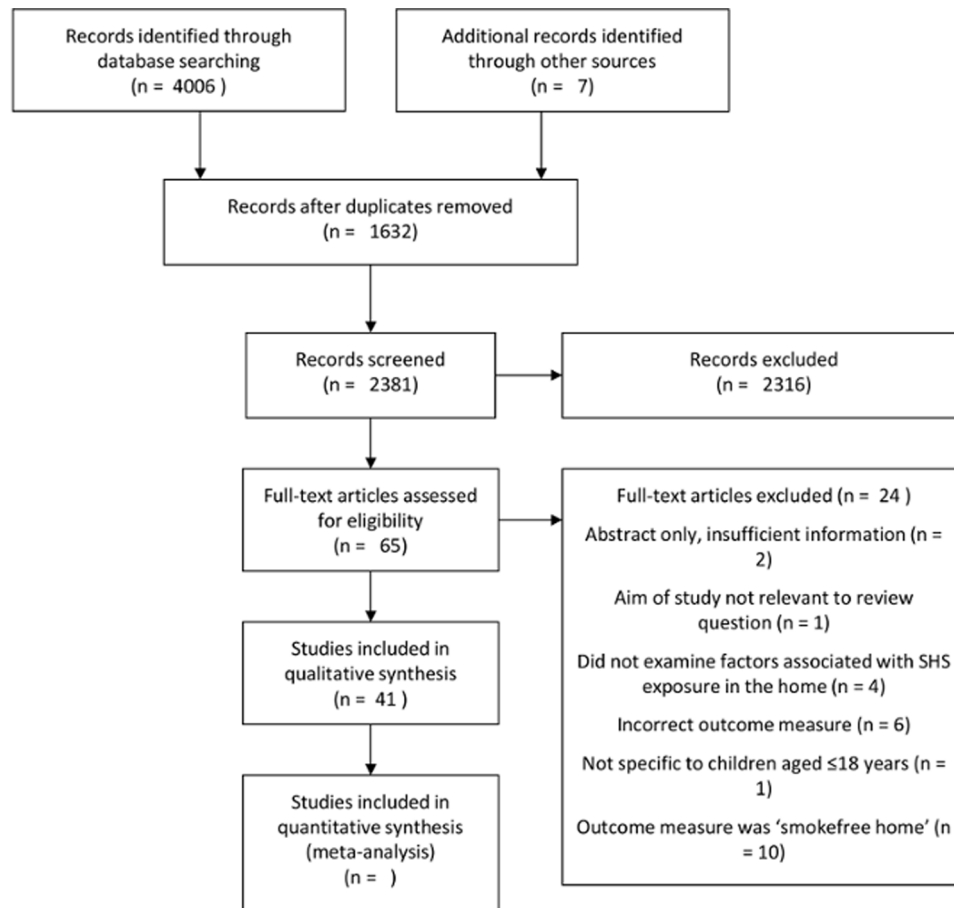 Records identified through
database searching
(n = 4006 )
Additional records identified
through other sources
(n = 7)
Records after duplicates removed
(n = 1632)
Records screened
(n = 2381)
Records excluded
(n = 2316)
Full-text articles assessed
for eligibility
(n = 65)
Full-text articles excluded (n = 24 )
Abstract only, insufficient information (n =
2)
Aim of study not relevant to review
question (n = 1)
Did not examine factors associated with SHS
exposure in the home (n = 4)
Incorrect outcome measure (n = 6)
Not specific to children aged ≤18 years (n =
1)
Outcome measure was ‘smokefree home’ (n
= 10)
Studies included in
qualitative synthesis
(n = 41 )
Studies included in
quantitative synthesis
(meta-analysis)
(n = )